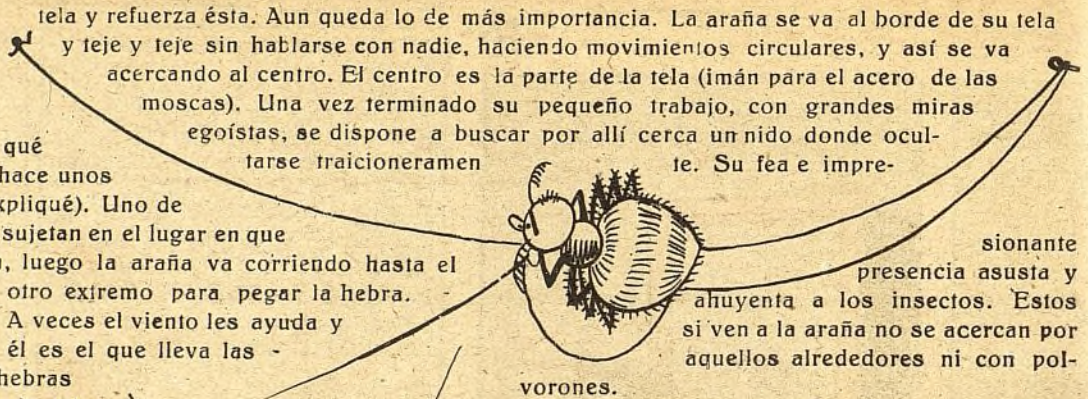 tela y refuerza ésta. Aun queda lo de más importancia. La araña se va al borde de su tela
y teje y teje sin hablarse con nadie, haciendo movimientos circulares, y así se va
acercando al centro. El centro es la parte de la tela (imán para el acero de las
moscas). Una vez terminado su pequeño trabajo, con grandes miras
egoístas, se dispone a buscar por allí cerca un nido donde ocul-
tarse traicioneramen te. Su fea e impre-
sionante
presencia asusta y
ahuyenta a los insectos. Estos
si ven a la araña no se acercan por
aquellos alrededores ni con pol-
vorones.
qué
hace unos
xpliqué). Uno de
sujetan en el lugar en que
luego la araña va corriendo hasta el
otro extremo para pegar la hebra.
A veces el viento les ayuda y
él es el que lleva las
hebras